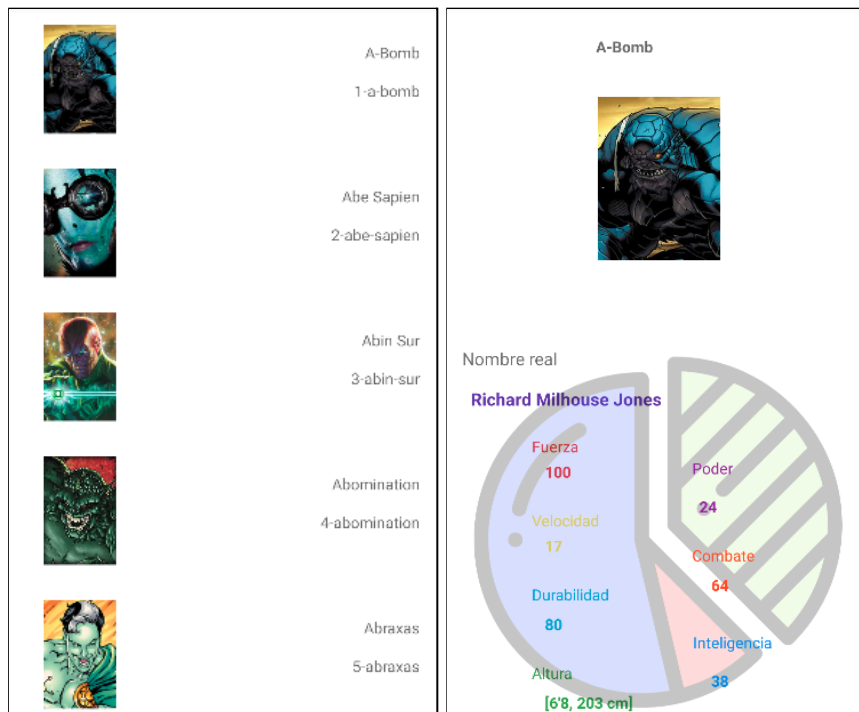 A-Bomb
1-a-bomb
Abe Sapien
2-abe-sapien
Abin Sur
3-abin-sur
Abomination
4-abomination
Abraxas
5-abraxas
A-Bomb
Nombre real
Richard Milhouse Jones
Fuerza
100
Velocidad
17
Durabilidad
80
Altura
[6'8, 203 cm]
Poder
24
Combate
64
Inteligencia
38